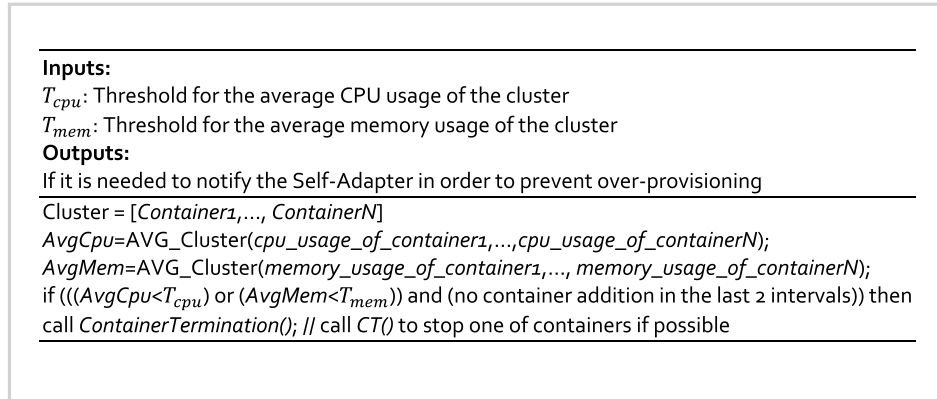 Inputs:
T_cpu: Threshold for the average CPU usage of the cluster
T_mem: Threshold for the average memory usage of the cluster
Outputs:
If it is needed to notify the Self-Adapter in order to prevent over-provisioning
Cluster = [Container1,..., ContainerN]
AvgCpu=AVG_Cluster(cpu_usage_of_container1,...,cpu_usage_of_containerN);
AvgMem=AVG_Cluster(memory_usage_of_container1,..., memory_usage_of_containerN);
if (((AvgCpu<T_cpu) or (AvgMem<T_mem)) and (no container addition in the last 2 intervals)) then
call ContainerTermination(); // call CT() to stop one of containers if possible